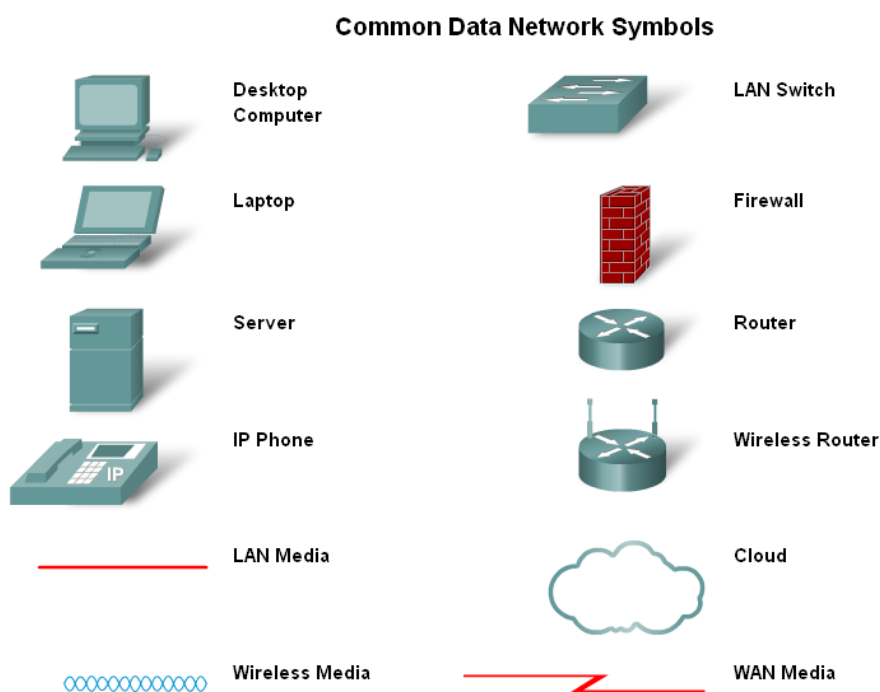 Common Data Network Symbols
Desktop
Computer
LAN Switch
Laptop
Firewall
Server
Router
IP
IP Phone
Wireless Router
LAN Media
Cloud
Wireless Media
WAN Media